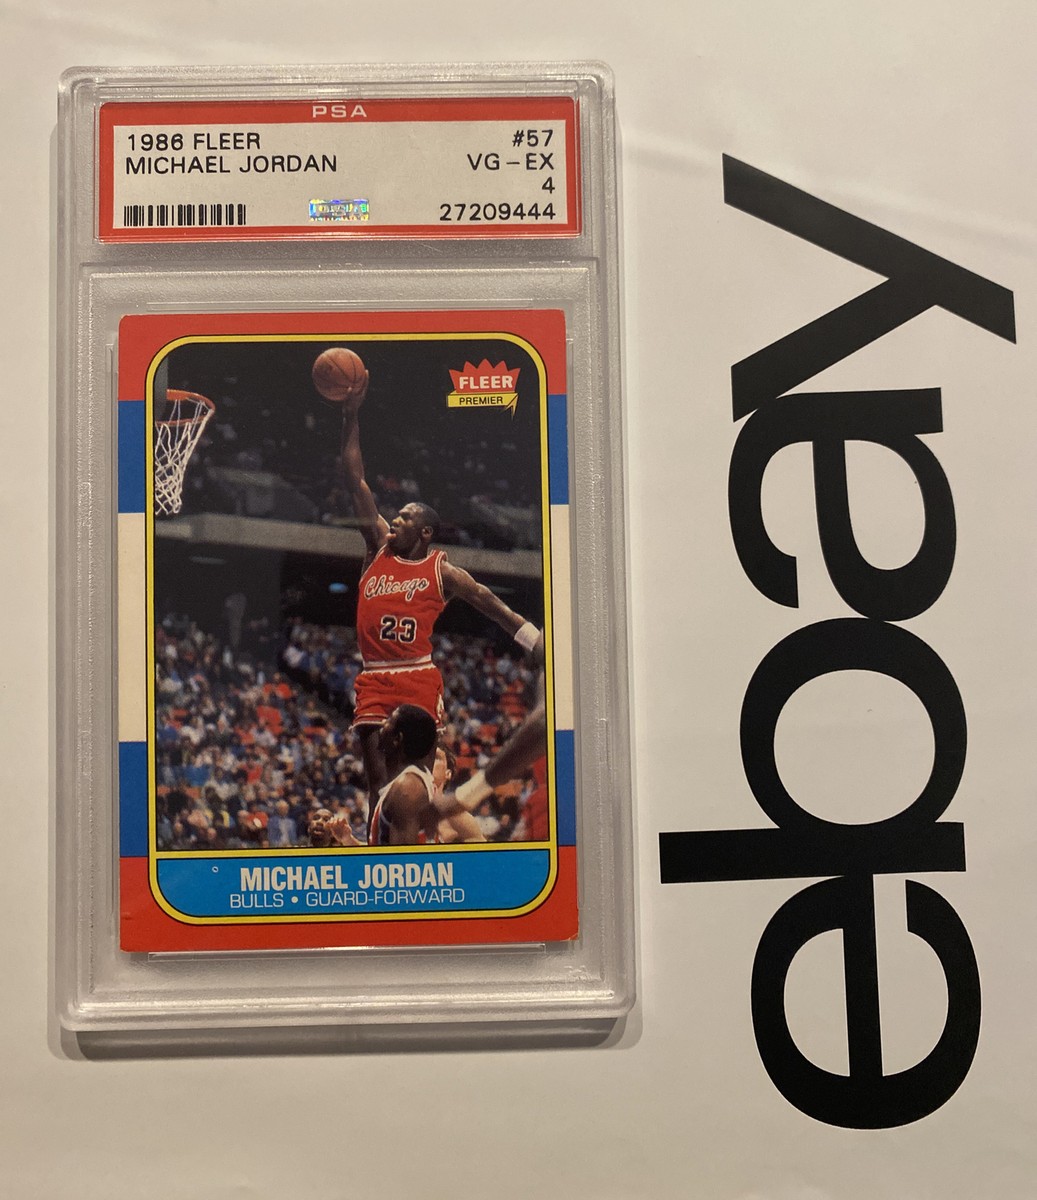 PSA
1986 FLEER #57
MICHAEL JORDAN VG-EX
4
27209444
FLEER
PREMIER
Chicago
23
MICHAEL JORDAN
BULLS • GUARD-FORWARD
ebay